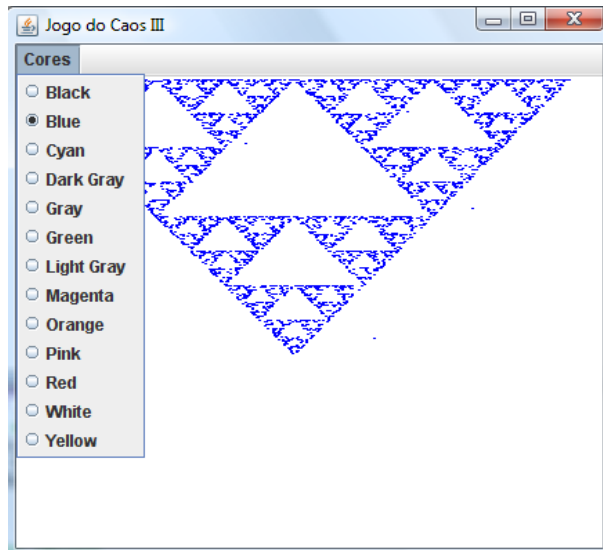 Jogo do Caos III
Cores
Black
Blue
Cyan
Dark Gray
Gray
Green
Light Gray
Magenta
Orange
Pink
Red
White
Yellow